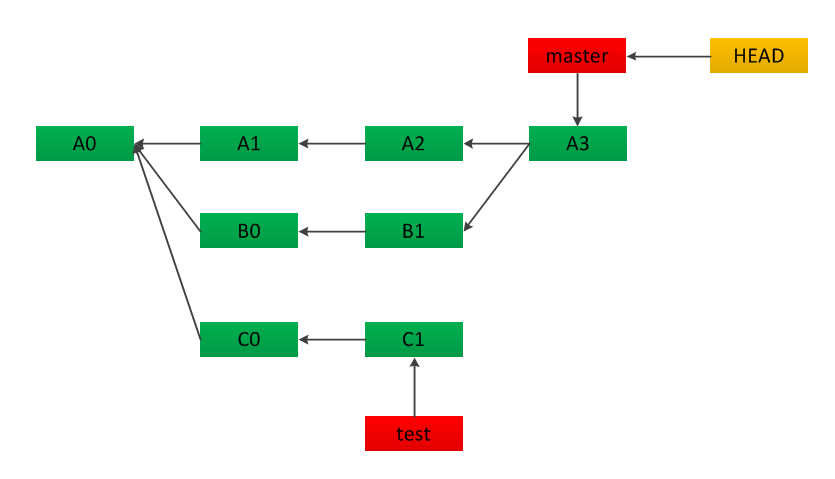 master
HEAD
A0
A1
A2
A3
B0
B1
C0
C1
test